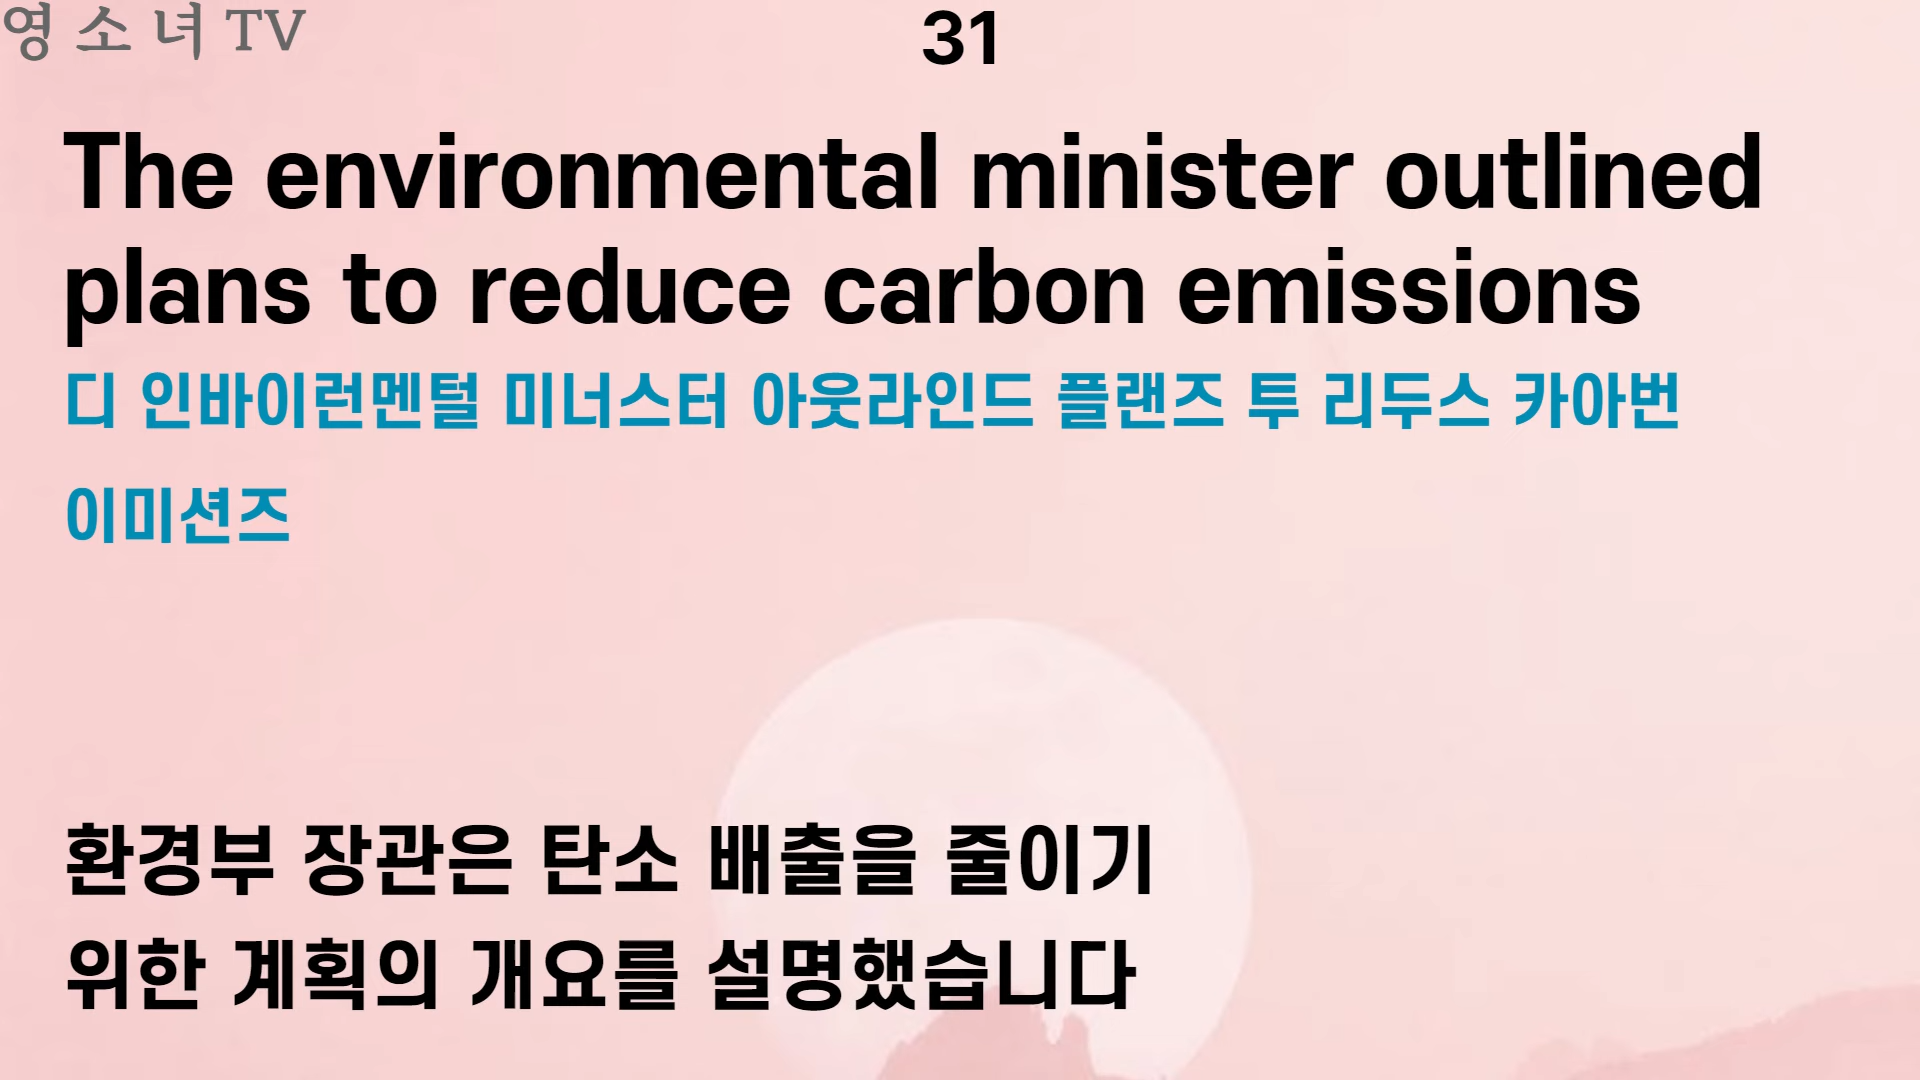 영소녀TV
31
The environmental minister outlined
plans to reduce carbon emissions
디 인바이런멘털 미너스터 아웃라인드 플랜즈 투 리두스 카아번
이미션즈
환경부 장관은 탄소 배출을 줄이기
위한 계획의 개요를 설명했습니다